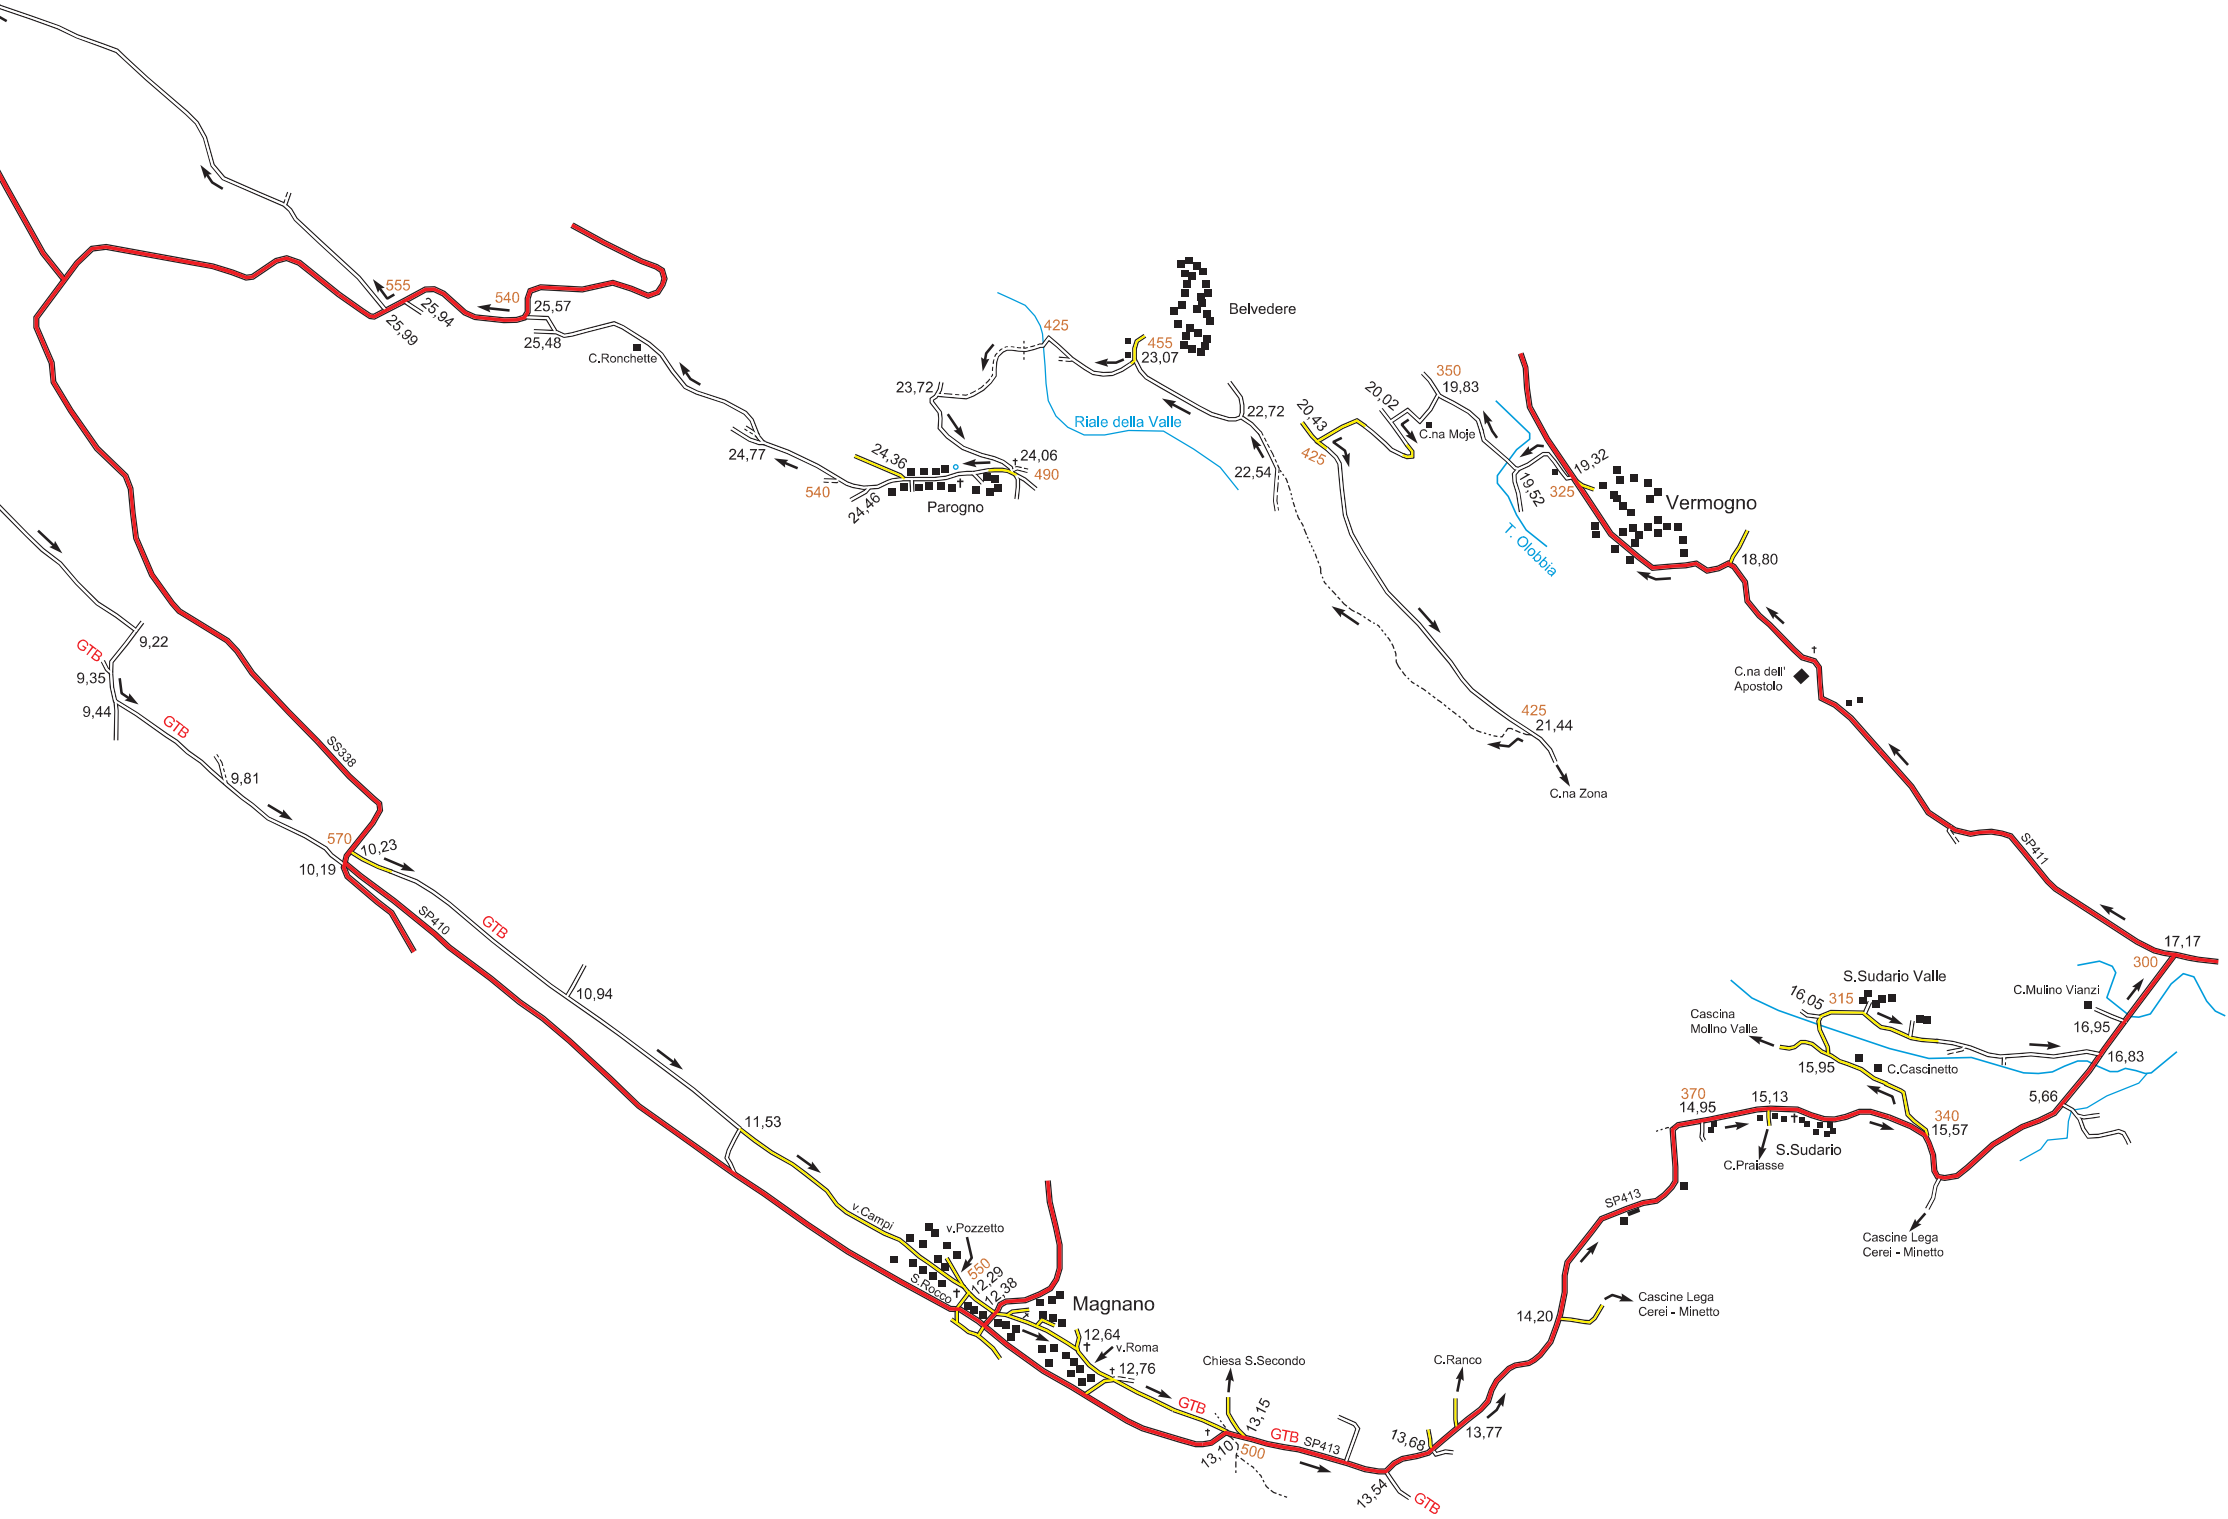 555
540
25,94
25,99
25,57
25,48
C.Ronchette
Belvedere
425
455
23,07
Riale della Valle
23,72
22,72
22,54
24,06
490
24,36
24,77
540
24,46
Parogno
350
19,83
20,02
20,43
425
C.na Moje
19,32
325
19,52
T. Olobbia
Vermogno
18,80
C.na dell'
Apostolo
425
21,44
C.na Zona
9,22
GTB
9,35
9,44
GTB
9,81
SS338
570
10,23
10,19
SP410
GTB
10,94
11,53
SP411
17,17
300
S.Sudario Valle
C.Mulino Vianzi
16,05
315
Cascina
Molino Valle
16,95
16,83
15,95
C.Cascinetto
5,66
370
14,95
15,13
340
15,57
S.Sudario
C.Praiasse
SP413
Cascine Lega
Cerei - Minetto
v.Campi
v.Pozzetto
550
12,29
12,38
S.Rocco
Magnano
12,64
v.Roma
12,76
Chiesa S.Secondo
14,20
Cascine Lega
Cerei - Minetto
C.Ranco
GTB
13,15
13,10
500
GTB
SP413
13,68
13,77
13,54
GTB